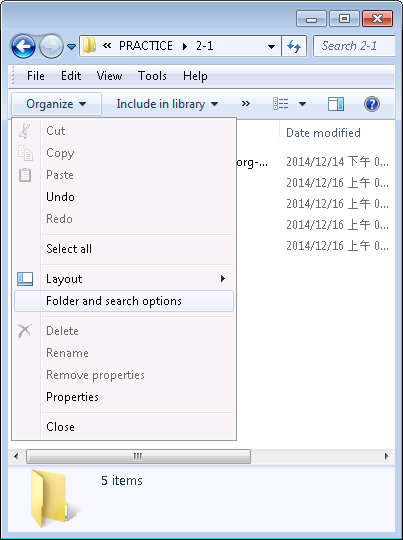 « PRACTICE 2-1 Search 2-1
File Edit View Tools Help
Organize Include in library »
Date modified
Cut
Copy
org-... 2014/12/14 下午 0...
Paste
2014/12/16 上午 0...
Undo
2014/12/16 上午 0...
Redo
2014/12/16 上午 0...
Select all
2014/12/16 上午 0...
Layout
Folder and search options
Delete
Rename
Remove properties
Properties
Close
5 items